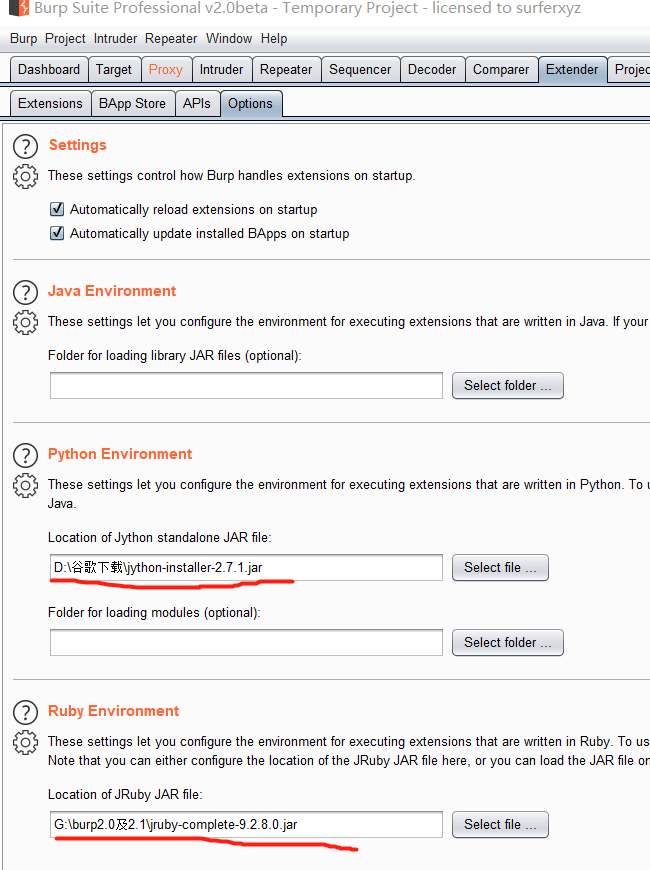 Burp Suite Professional v2.0beta - Temporary Project - licensed to surferxyz
Burp Project Intruder Repeater Window Help
Dashboard Target Proxy Intruder Repeater Sequencer Decoder Comparer Extender Projec
Extensions BApp Store APIs Options
? Settings
These settings control how Burp handles extensions on startup.
Automatically reload extensions on startup
Automatically update installed BApps on startup
? Java Environment
These settings let you configure the environment for executing extensions that are written in Java. If your
Folder for loading library JAR files (optional):
Select folder ...
? Python Environment
These settings let you configure the environment for executing extensions that are written in Python. To u
Java.
Location of Jython standalone JAR file:
D:\谷歌下载\jython-installer-2.7.1.jar Select file ...
Folder for loading modules (optional):
Select folder ...
? Ruby Environment
These settings let you configure the environment for executing extensions that are written in Ruby. To us
Note that you can either configure the location of the JRuby JAR file here, or you can load the JAR file on
Location of JRuby JAR file:
G:\burp2.0及2.1\jruby-complete-9.2.8.0.jar Select file ...